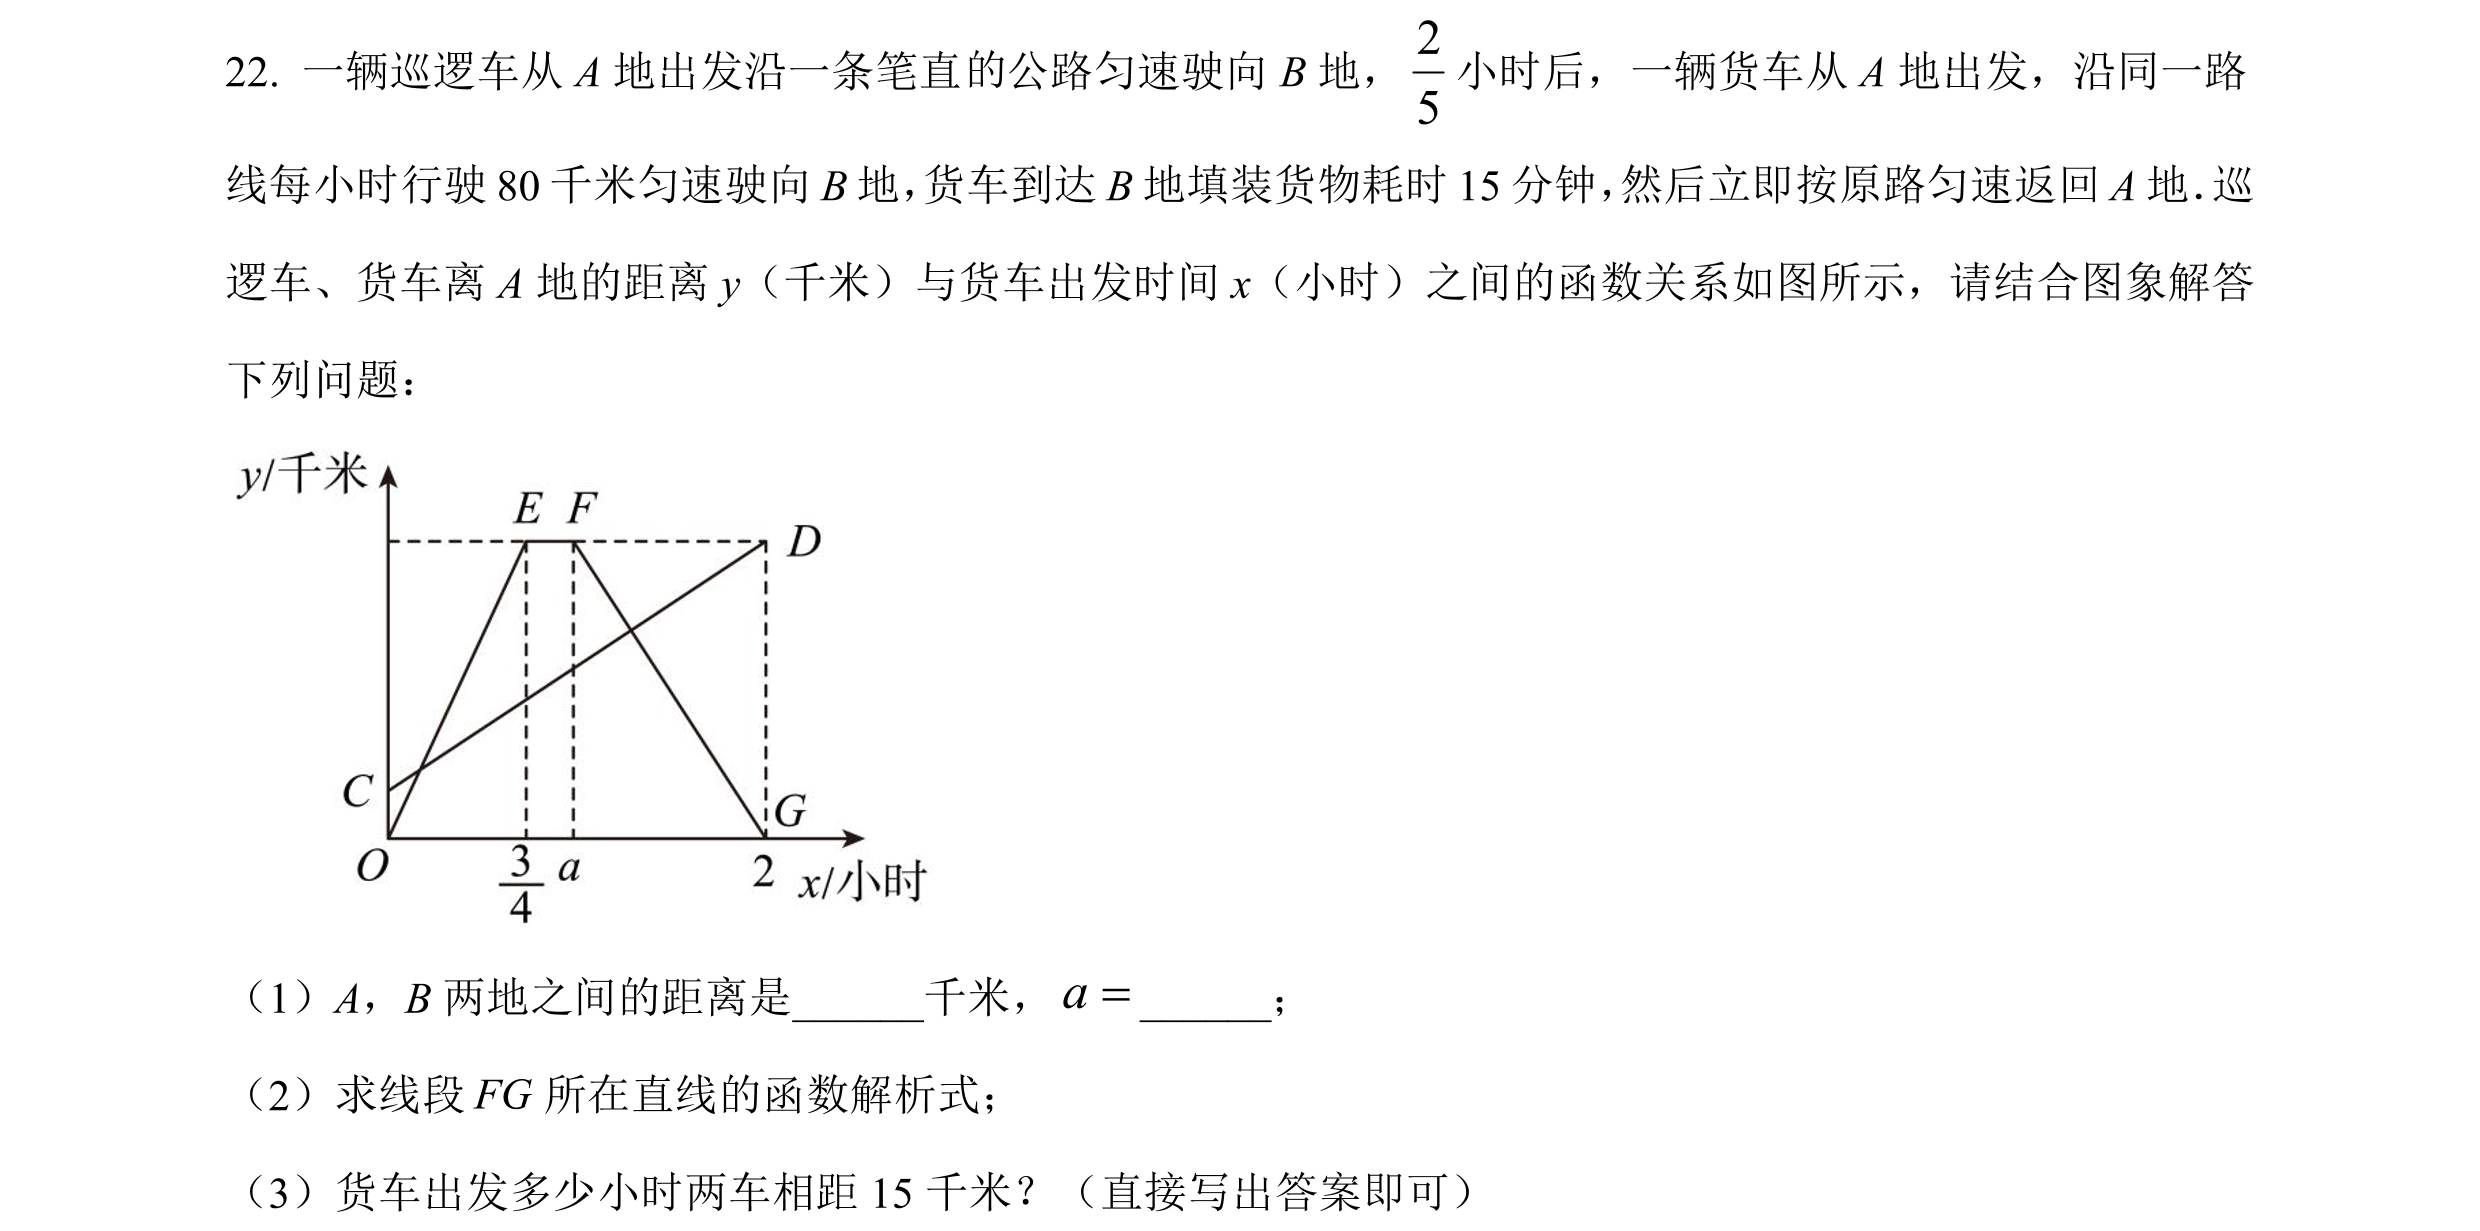 22. 一辆巡逻车从 A 地出发沿一条笔直的公路匀速驶向 B 地，2/5 小时后，一辆货车从 A 地出发，沿同一路
线每小时行驶 80 千米匀速驶向 B 地，货车到达 B 地填装货物耗时 15 分钟，然后立即按原路匀速返回 A 地．巡
逻车、货车离 A 地的距离 y（千米）与货车出发时间 x（小时）之间的函数关系如图所示，请结合图象解答
下列问题：
y/千米
E F
D
C
G
O 3/4 a 2 x/小时
（1）A，B 两地之间的距离是______千米，a＝______；
（2）求线段 FG 所在直线的函数解析式；
（3）货车出发多少小时两车相距 15 千米？（直接写出答案即可）